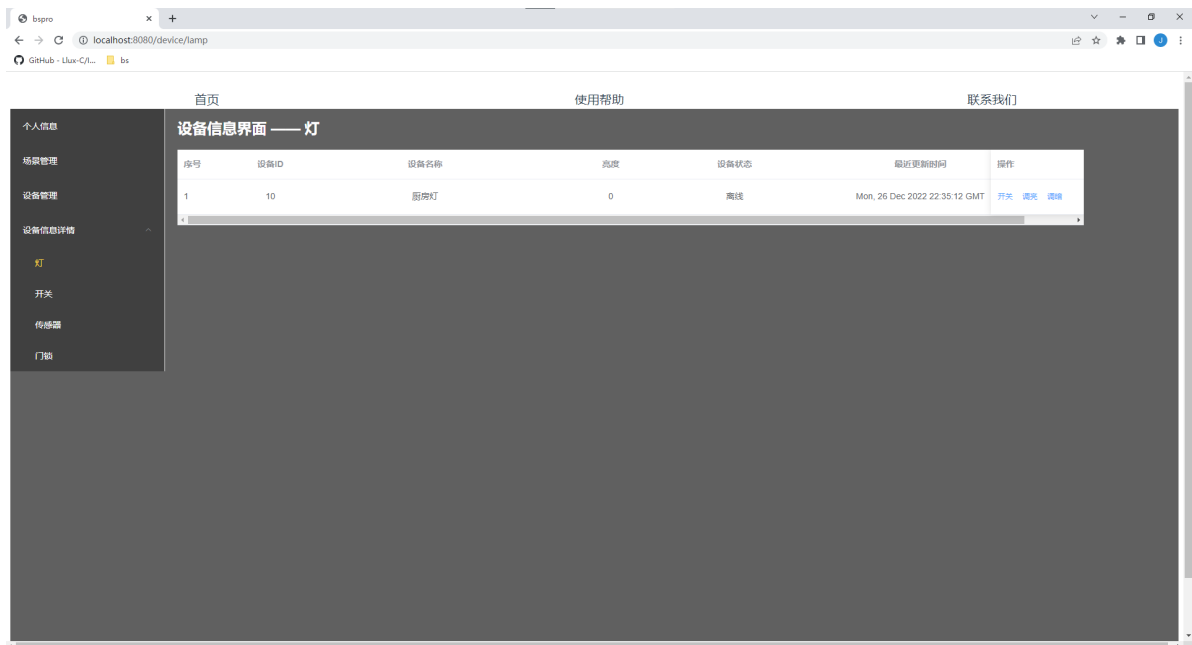 bspro
localhost:8080/device/lamp
GitHub - Llux-C/I... bs
首页 使用帮助 联系我们
个人信息
场景管理
设备管理
设备信息详情
灯
开关
传感器
门锁
设备信息界面 —— 灯
序号 设备ID 设备名称 亮度 设备状态 最近更新时间 操作
1 10 厨房灯 0 离线 Mon, 26 Dec 2022 22:35:12 GMT 开关 调亮 调暗